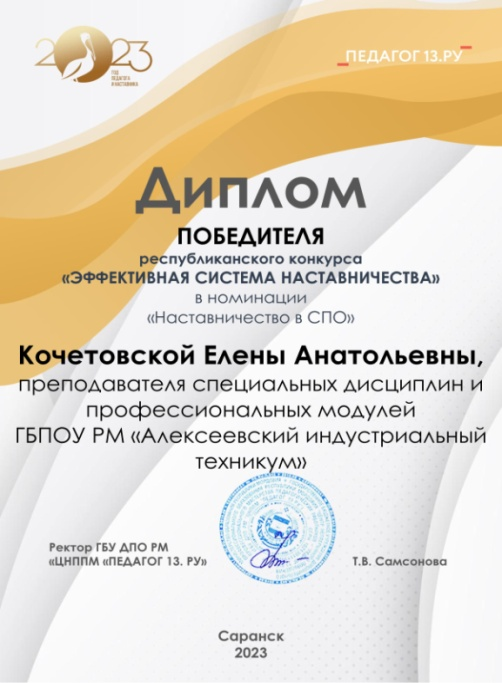 2023
ГОД
ПЕДАГОГА
И НАСТАВНИКА
ПЕДАГОГ 13.РУ
Диплом
ПОБЕДИТЕЛЯ
республиканского конкурса
«ЭФФЕКТИВНАЯ СИСТЕМА НАСТАВНИЧЕСТВА»
в номинации
«Наставничество в СПО»
Кочетовской Елены Анатольевны,
преподавателя специальных дисциплин и
профессиональных модулей
ГБПОУ РМ «Алексеевский индустриальный
техникум»
Ректор ГБУ ДПО РМ
«ЦНППМ «ПЕДАГОГ 13. РУ»
Т.В. Самсонова
Саранск
2023